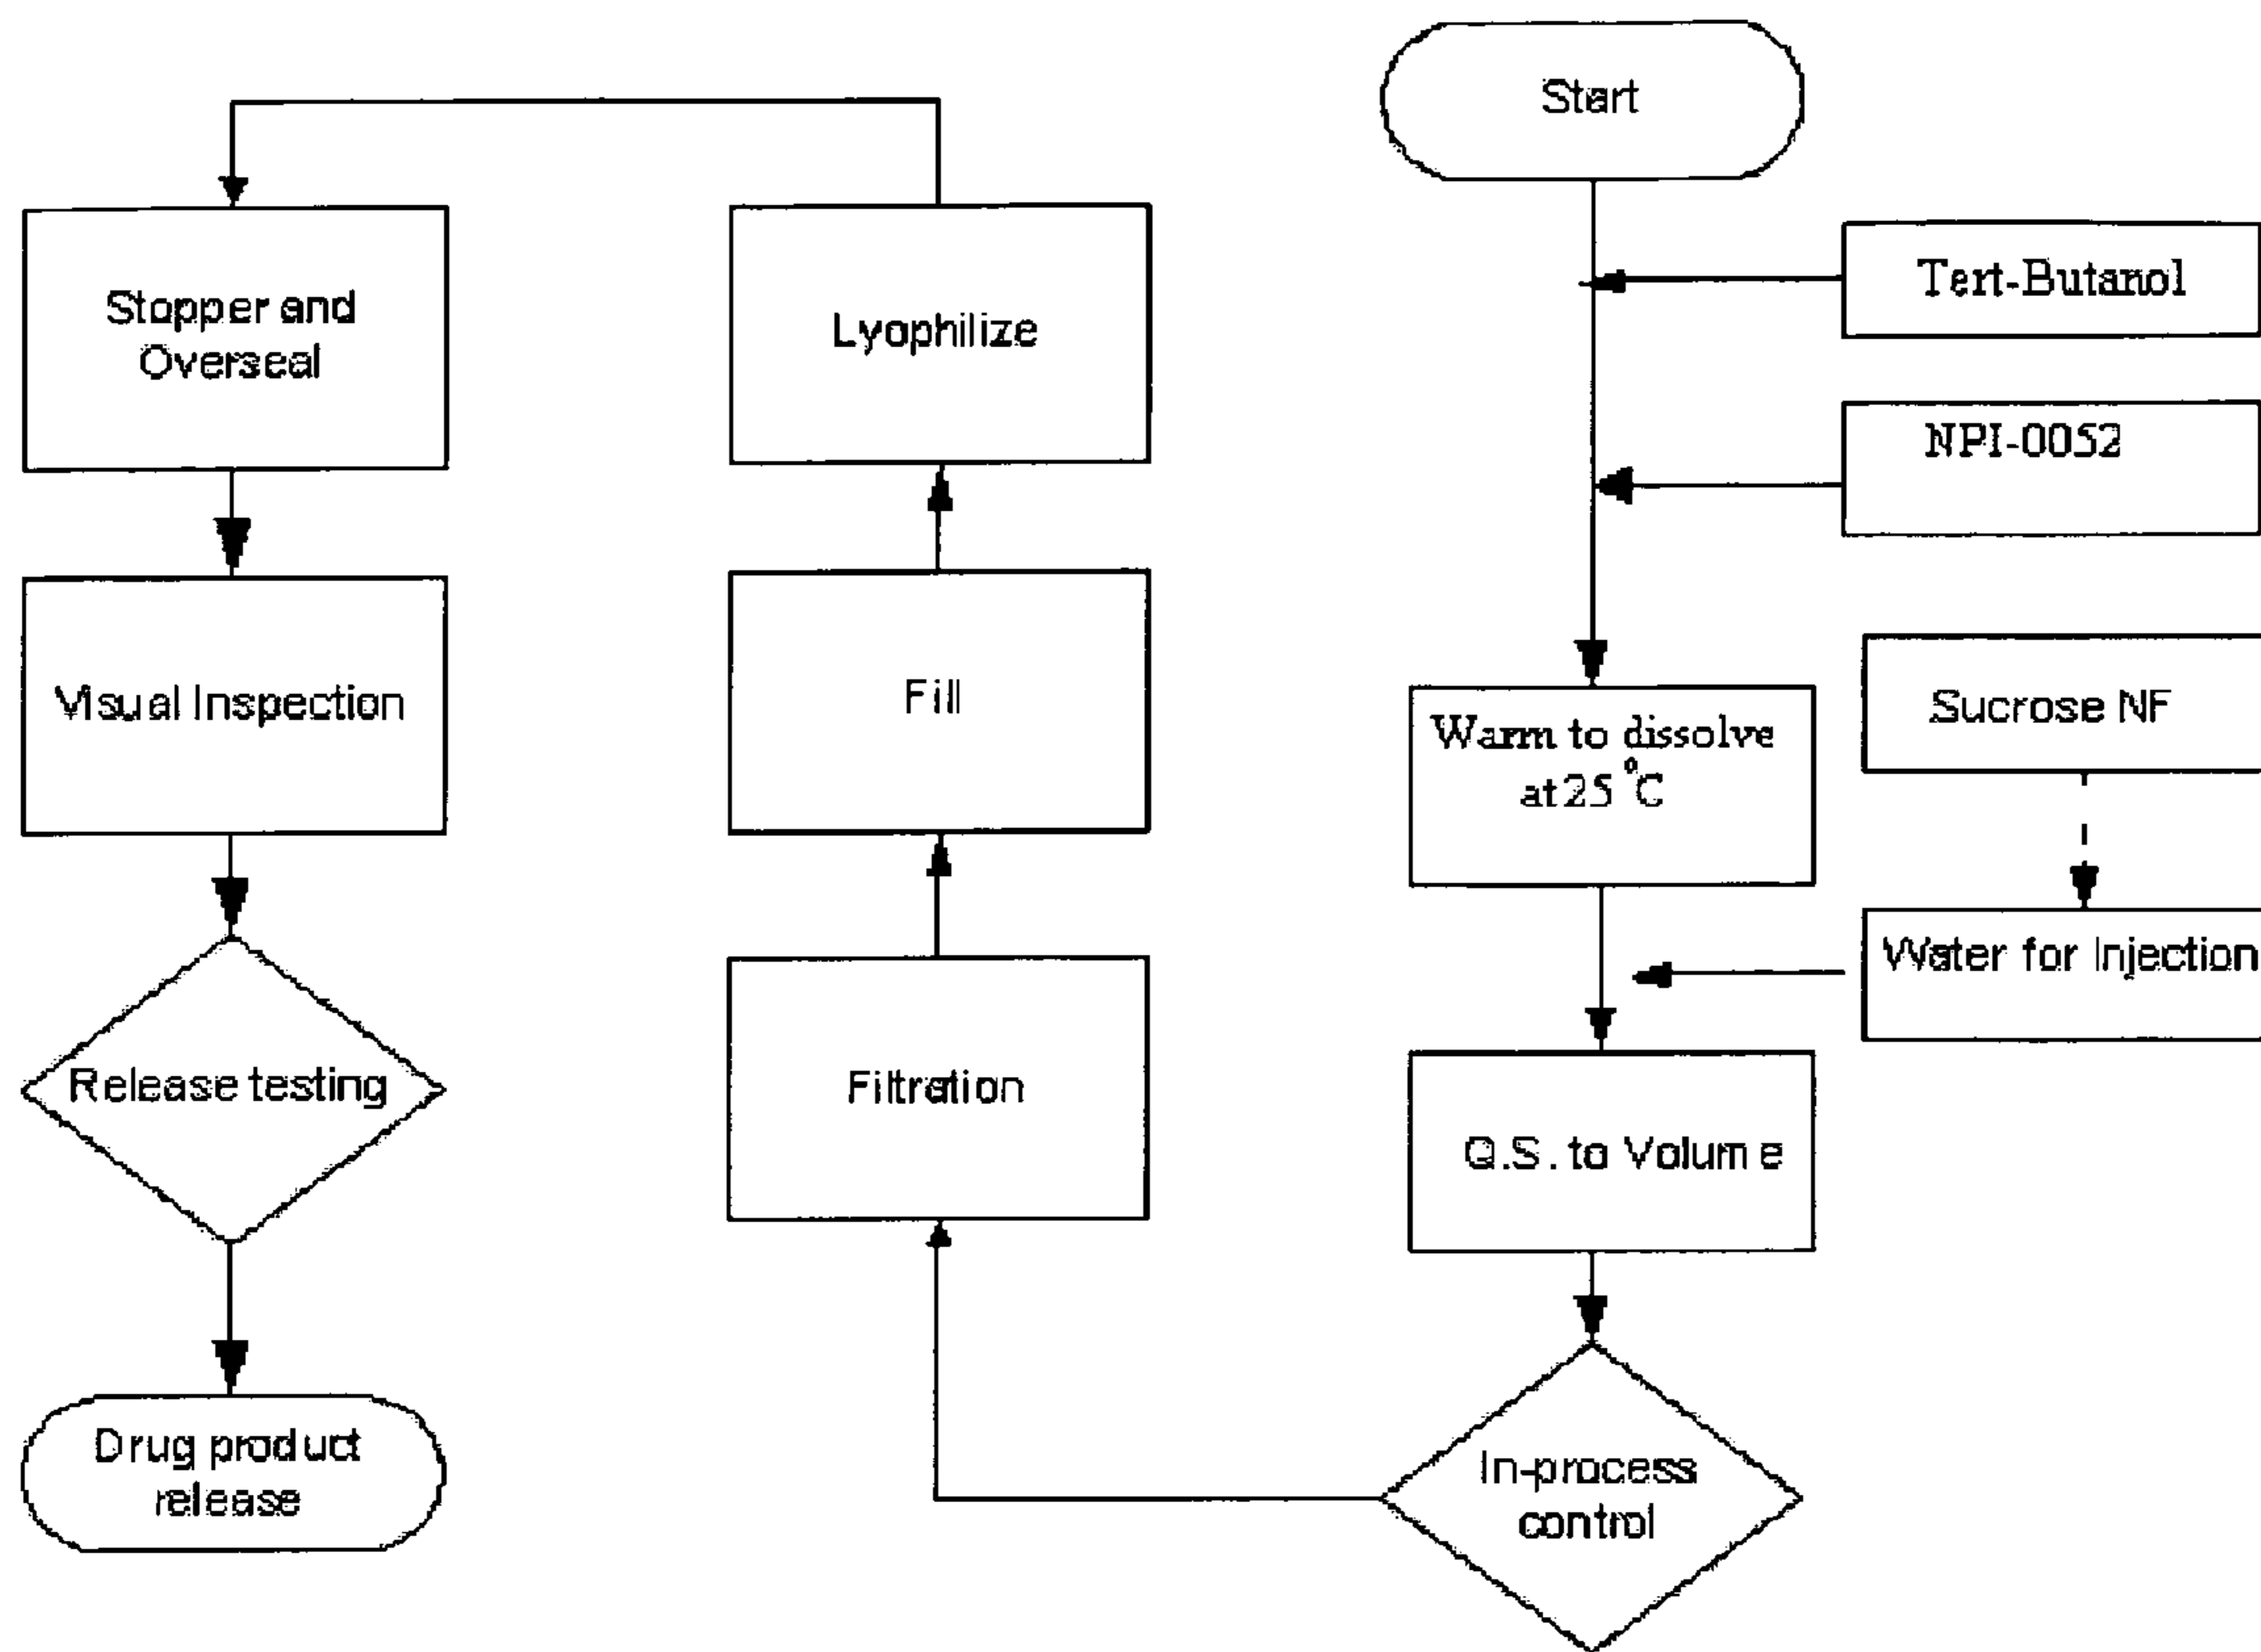 Start
Tert-Butanol
NPI-0052
Warm to dissolve
at 25 °C
Sucrose NF
Water for Injection
Q.S. to Volume
In-process
control
Filtration
Fill
Lyophilize
Stopper and
Overseal
Visual Inspection
Release testing
Drug product
release